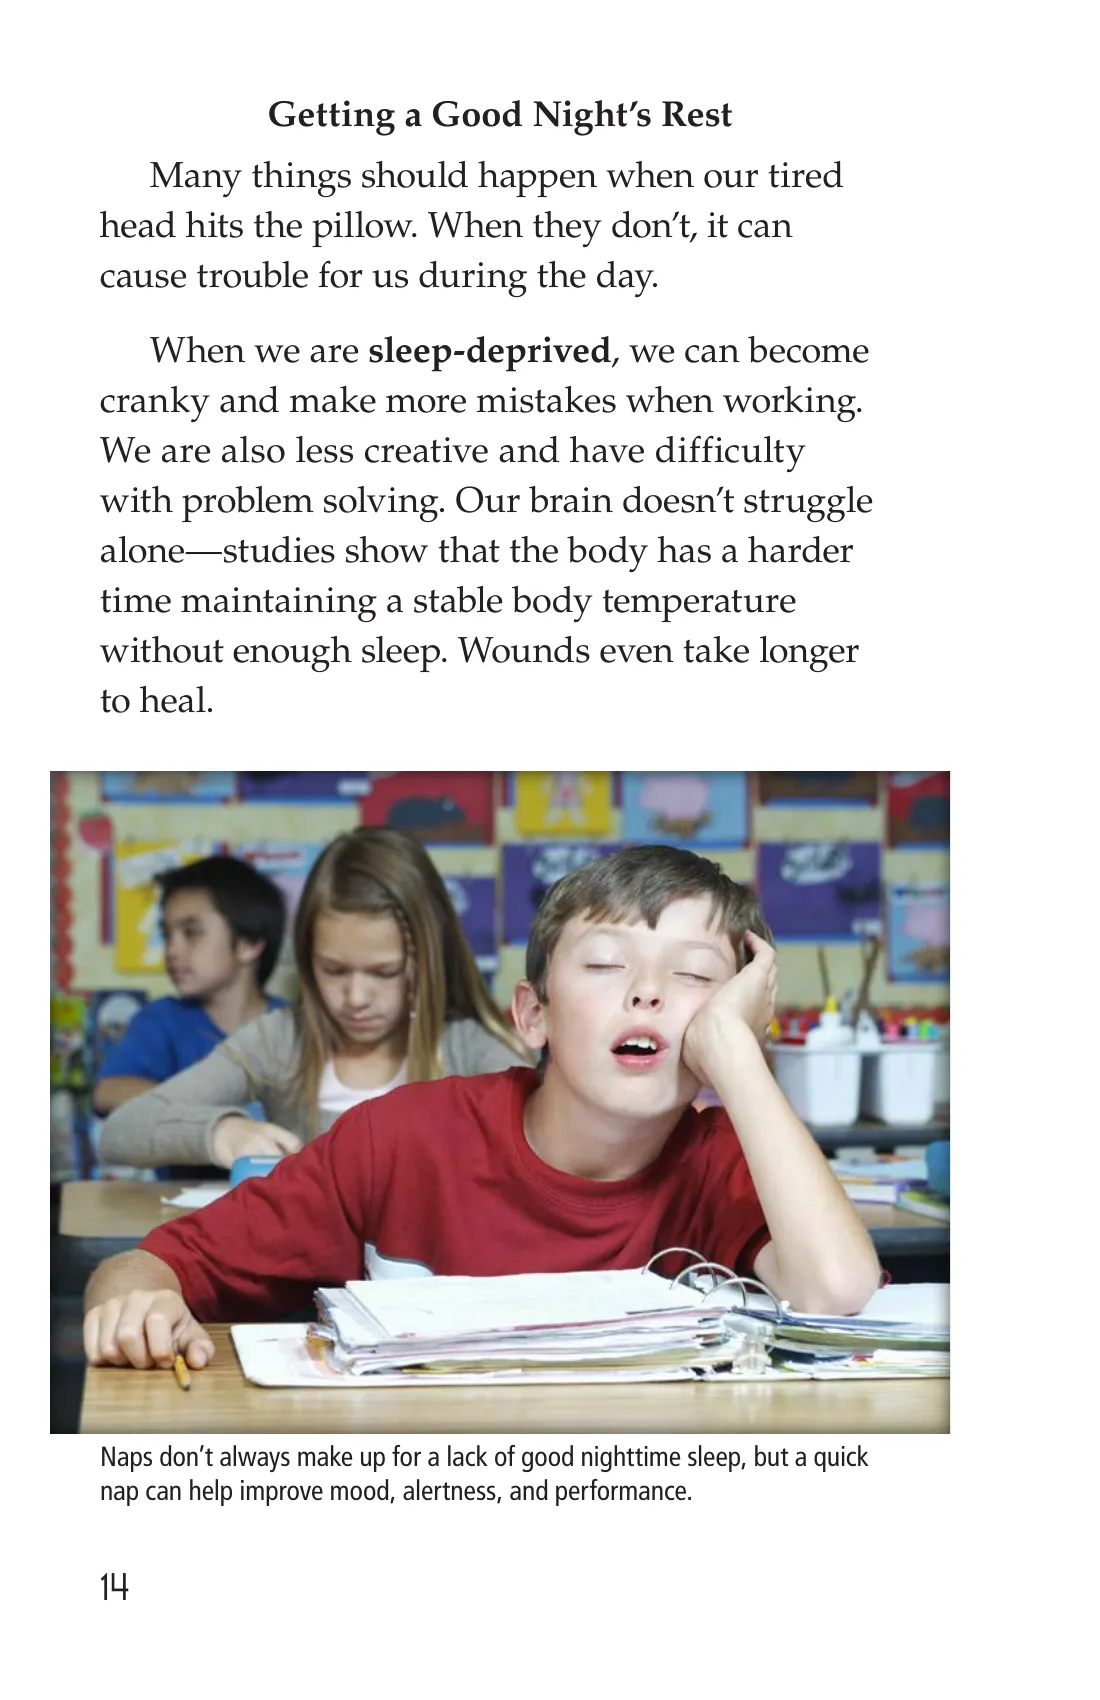 Getting a Good Night’s Rest
Many things should happen when our tired
head hits the pillow. When they don’t, it can
cause trouble for us during the day.
When we are sleep-deprived, we can become
cranky and make more mistakes when working.
We are also less creative and have difficulty
with problem solving. Our brain doesn’t struggle
alone—studies show that the body has a harder
time maintaining a stable body temperature
without enough sleep. Wounds even take longer
to heal.
Naps don’t always make up for a lack of good nighttime sleep, but a quick
nap can help improve mood, alertness, and performance.
14